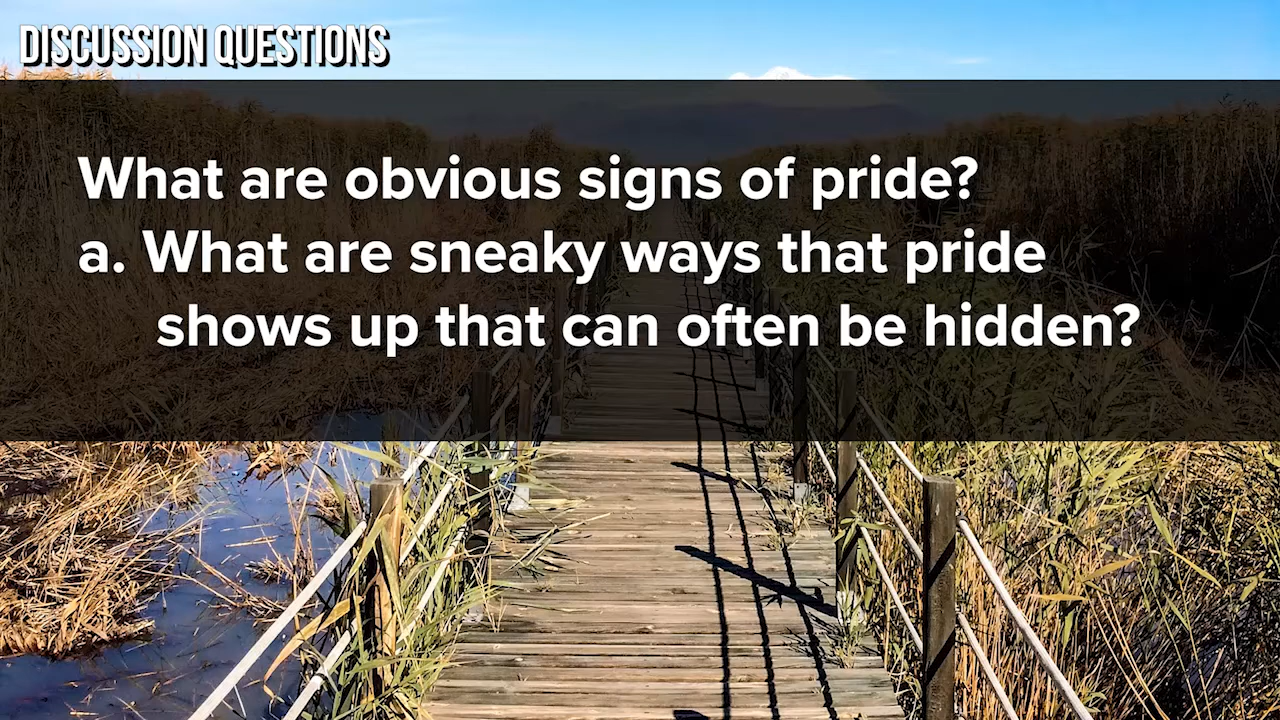 DISCUSSION QUESTIONS
What are obvious signs of pride?
a. What are sneaky ways that pride
shows up that can often be hidden?